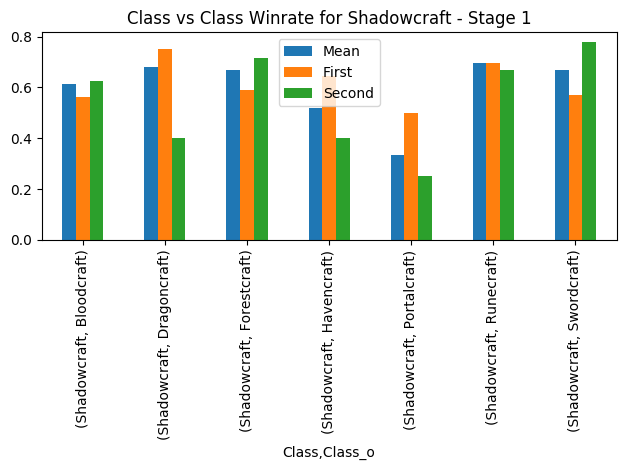 Class vs Class Winrate for Shadowcraft - Stage 1
0.8
0.6
0.4
0.2
0.0
Mean
First
Second
(Shadowcraft, Bloodcraft)
(Shadowcraft, Dragoncraft)
(Shadowcraft, Forestcraft)
(Shadowcraft, Havencraft)
(Shadowcraft, Portalcraft)
(Shadowcraft, Runecraft)
(Shadowcraft, Swordcraft)
Class,Class_o